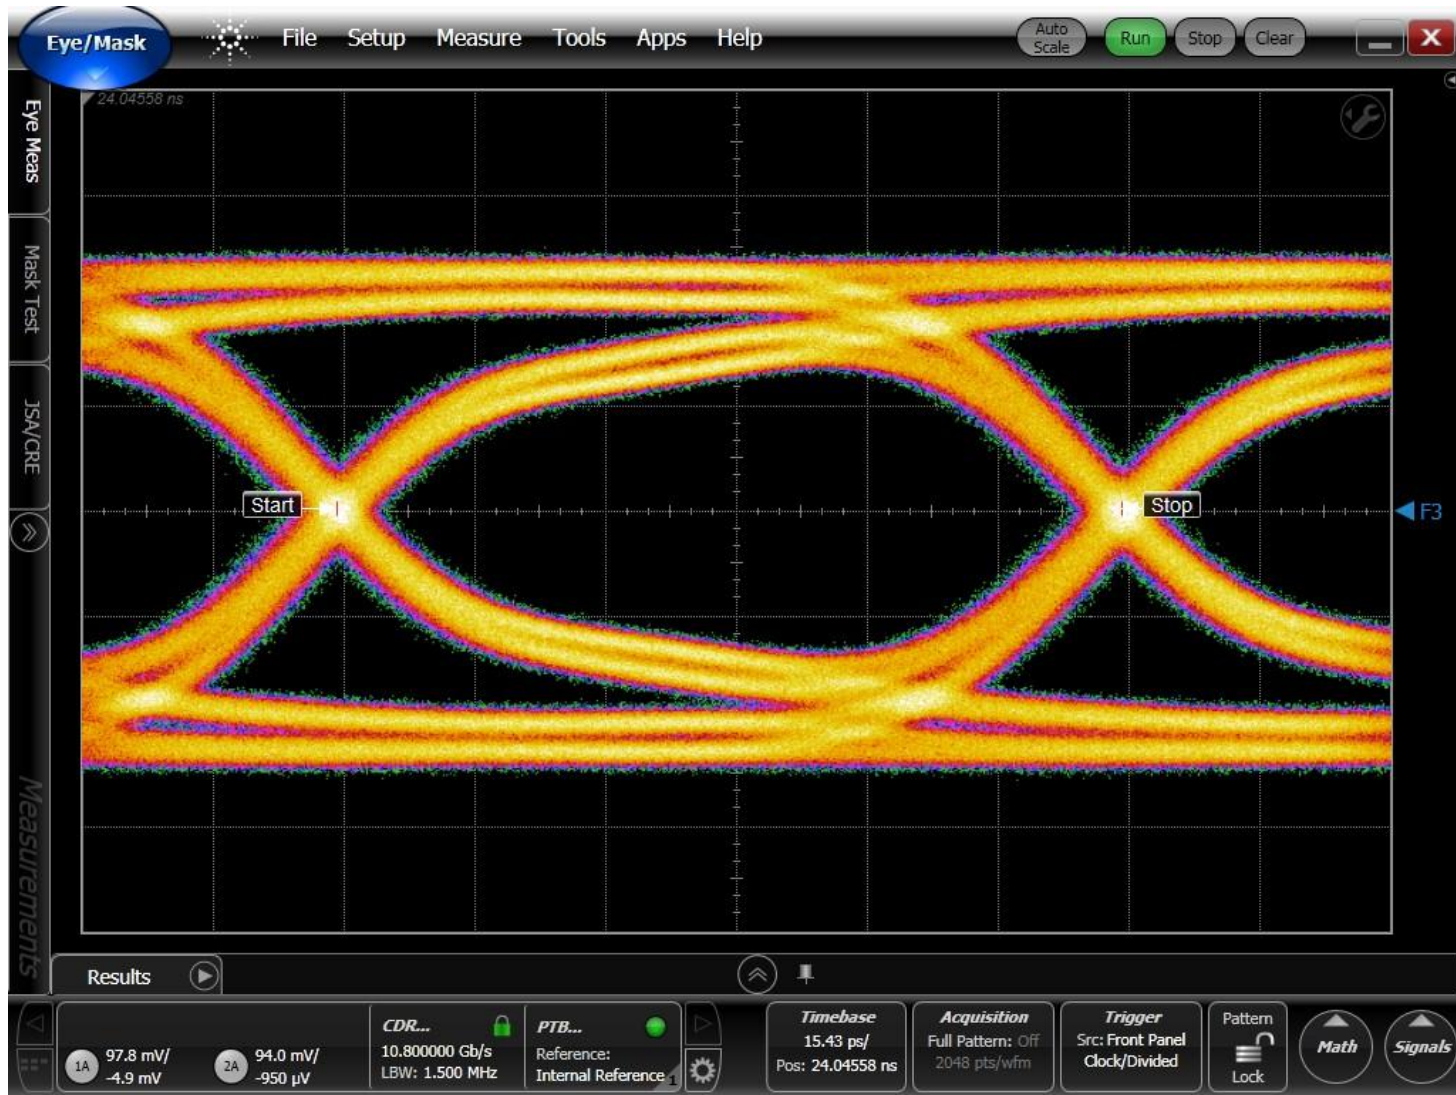 Eye/Mask File Setup Measure Tools Apps Help Auto Scale Run Stop Clear X
24.04558 ns
Eye Meas
Mask Test
JSA/CRE
Measurements
Start
Stop
F3
Results
1A 97.8 mV/
-4.9 mV
2A 94.0 mV/
-950 µV
CDR...
10.800000 Gb/s
LBW: 1.500 MHz
PTB...
Reference:
Internal Reference 1
Timebase
15.43 ps/
Pos: 24.04558 ns
Acquisition
Full Pattern: Off
2048 pts/wfm
Trigger
Src: Front Panel
Clock/Divided
Pattern
Lock
Math
Signals